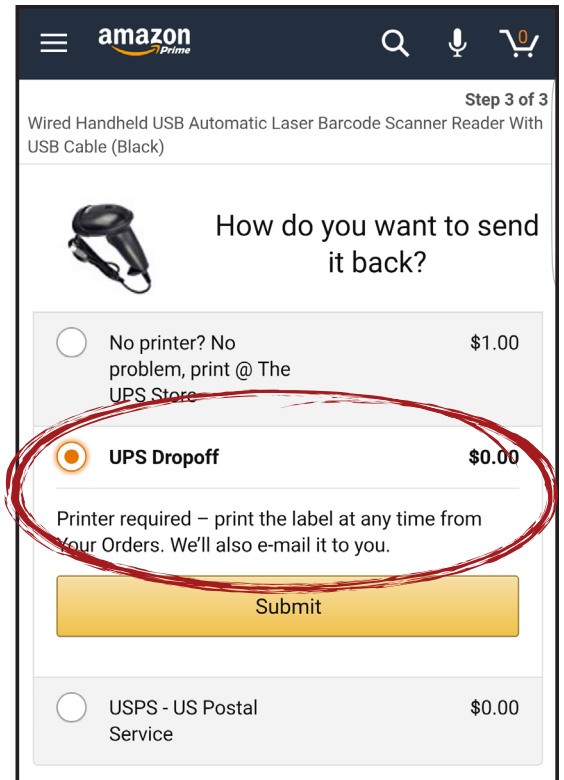 amazon
Prime
0
Step 3 of 3
Wired Handheld USB Automatic Laser Barcode Scanner Reader With
USB Cable (Black)
How do you want to send
it back?
No printer? No
problem, print @ The
UPS Store
$1.00
UPS Dropoff
$0.00
Printer required – print the label at any time from
Your Orders. We’ll also e-mail it to you.
Submit
USPS - US Postal
Service
$0.00